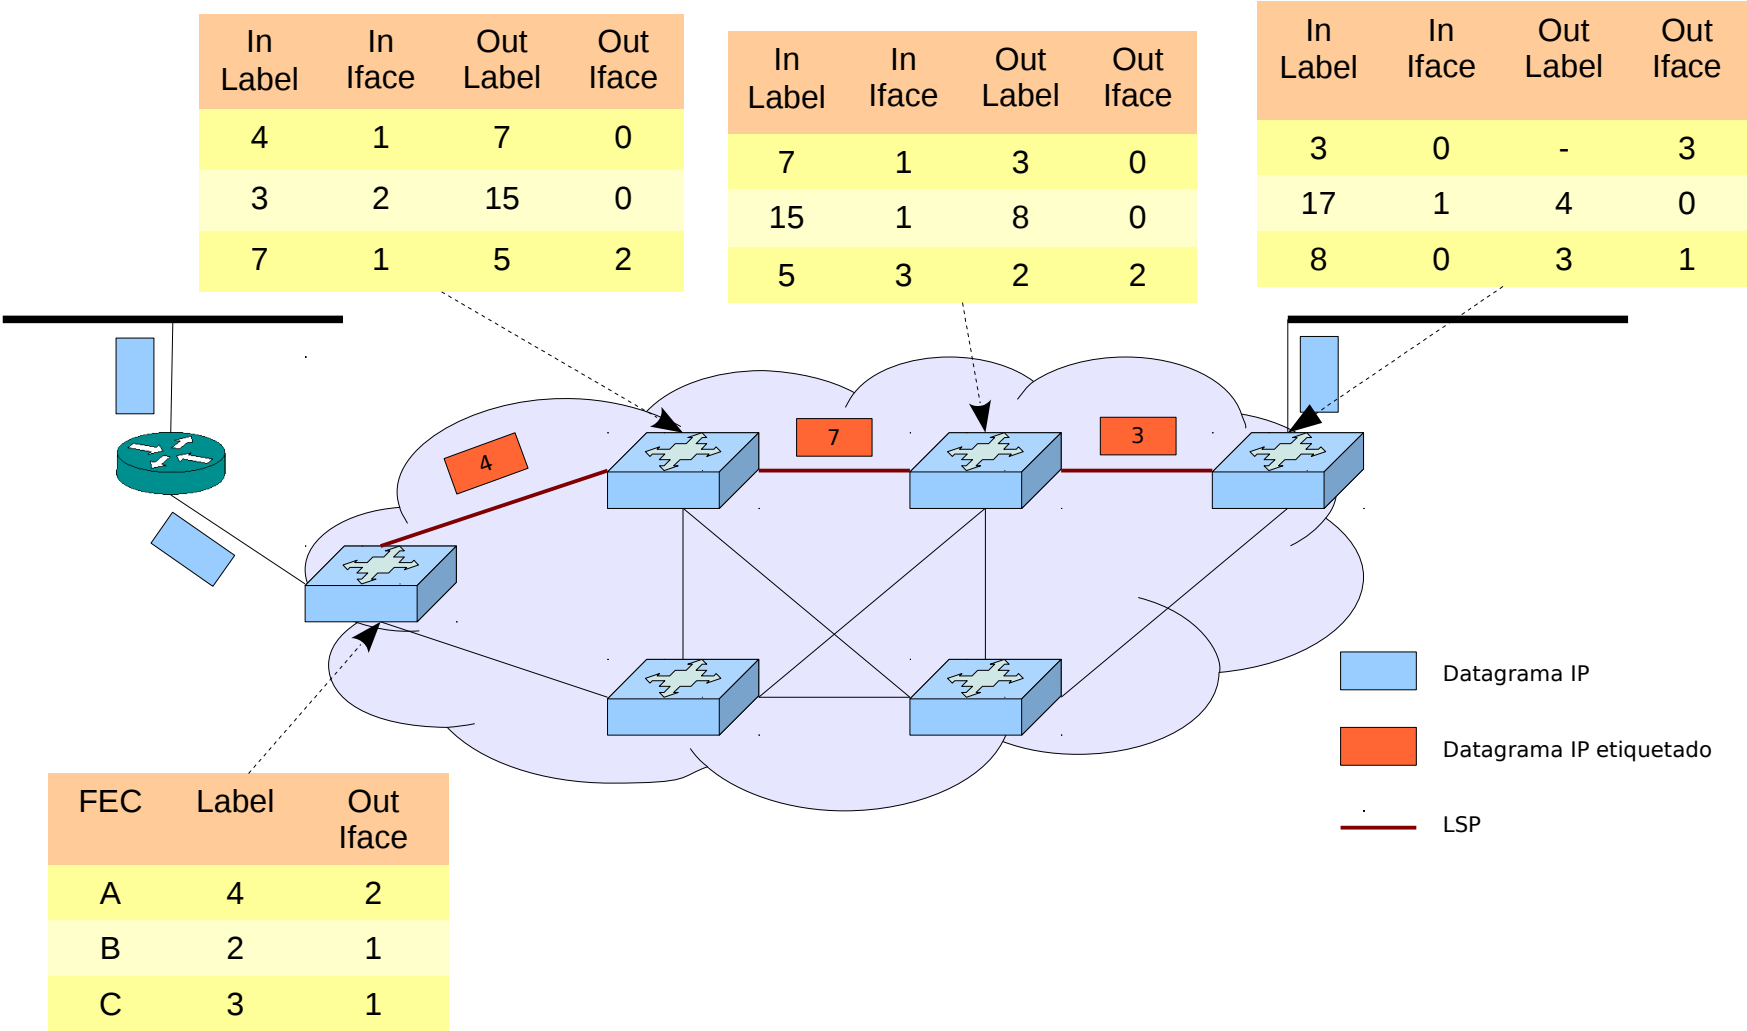 In Label In Iface Out Label Out Iface
4 1 7 0
3 2 15 0
7 1 5 2
In Label In Iface Out Label Out Iface
7 1 3 0
15 1 8 0
5 3 2 2
In Label In Iface Out Label Out Iface
3 0 - 3
17 1 4 0
8 0 3 1
4
7
3
FEC Label Out Iface
A 4 2
B 2 1
C 3 1
Datagrama IP
Datagrama IP etiquetado
LSP